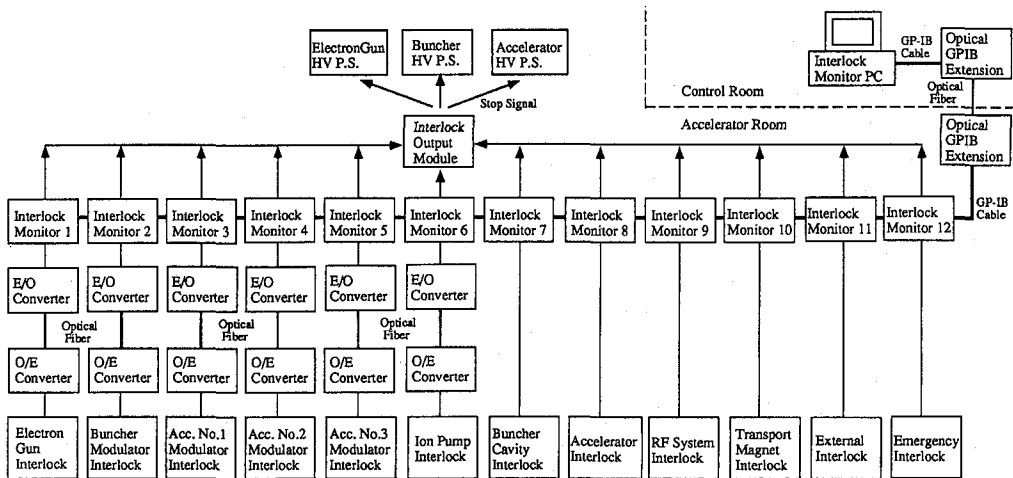 ElectronGun
HV P.S.
Buncher
HV P.S.
Accelerator
HV P.S.
Stop Signal
Interlock
Output
Module
Interlock
Monitor PC
GP-IB
Cable
Optical
GPIB
Extension
Optical
Fiber
Control Room
Accelerator Room
Optical
GPIB
Extension
GP-IB
Cable
Interlock
Monitor 1
Interlock
Monitor 2
Interlock
Monitor 3
Interlock
Monitor 4
Interlock
Monitor 5
Interlock
Monitor 6
Interlock
Monitor 7
Interlock
Monitor 8
Interlock
Monitor 9
Interlock
Monitor 10
Interlock
Monitor 11
Interlock
Monitor 12
E/O
Converter
E/O
Converter
E/O
Converter
E/O
Converter
E/O
Converter
E/O
Converter
Optical
Fiber
Optical
Fiber
Optical
Fiber
O/E
Converter
O/E
Converter
O/E
Converter
O/E
Converter
O/E
Converter
O/E
Converter
Electron
Gun
Interlock
Buncher
Modulator
Interlock
Acc. No.1
Modulator
Interlock
Acc. No.2
Modulator
Interlock
Acc. No.3
Modulator
Interlock
Ion Pump
Interlock
Buncher
Cavity
Interlock
Accelerator
Interlock
RF System
Interlock
Transport
Magnet
Interlock
External
Interlock
Emergency
Interlock